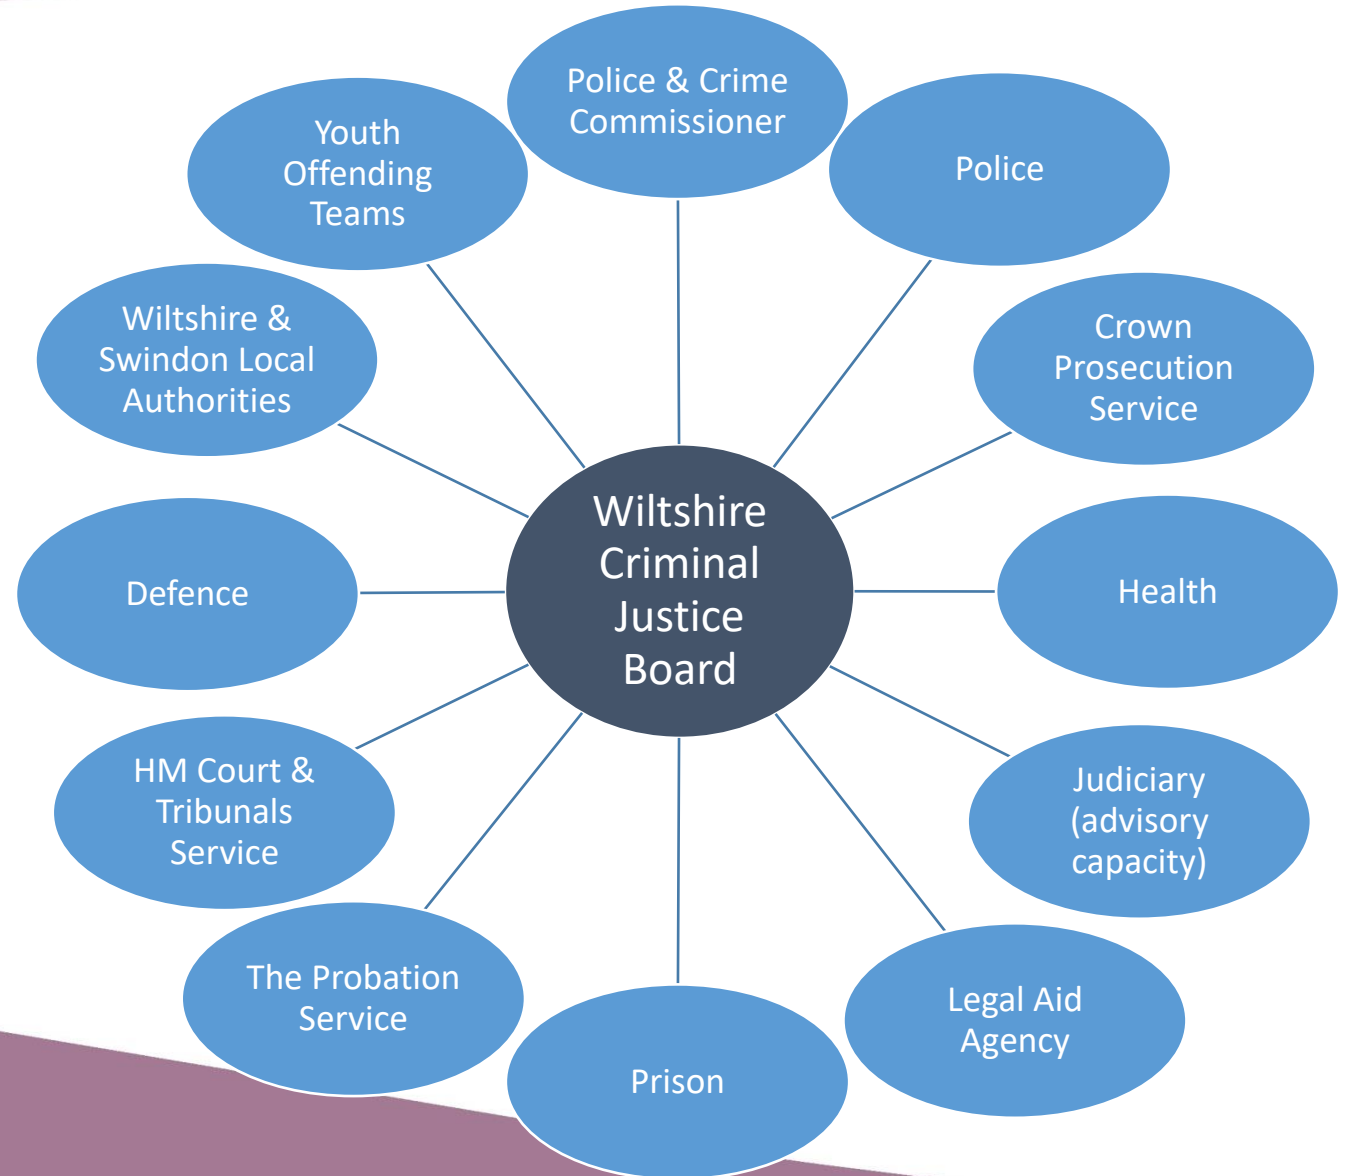 Police & Crime
Commissioner
Police
Crown
Prosecution
Service
Health
Judiciary
(advisory
capacity)
Legal Aid
Agency
Prison
The Probation
Service
HM Court &
Tribunals
Service
Defence
Wiltshire &
Swindon Local
Authorities
Youth
Offending
Teams
Wiltshire
Criminal
Justice
Board